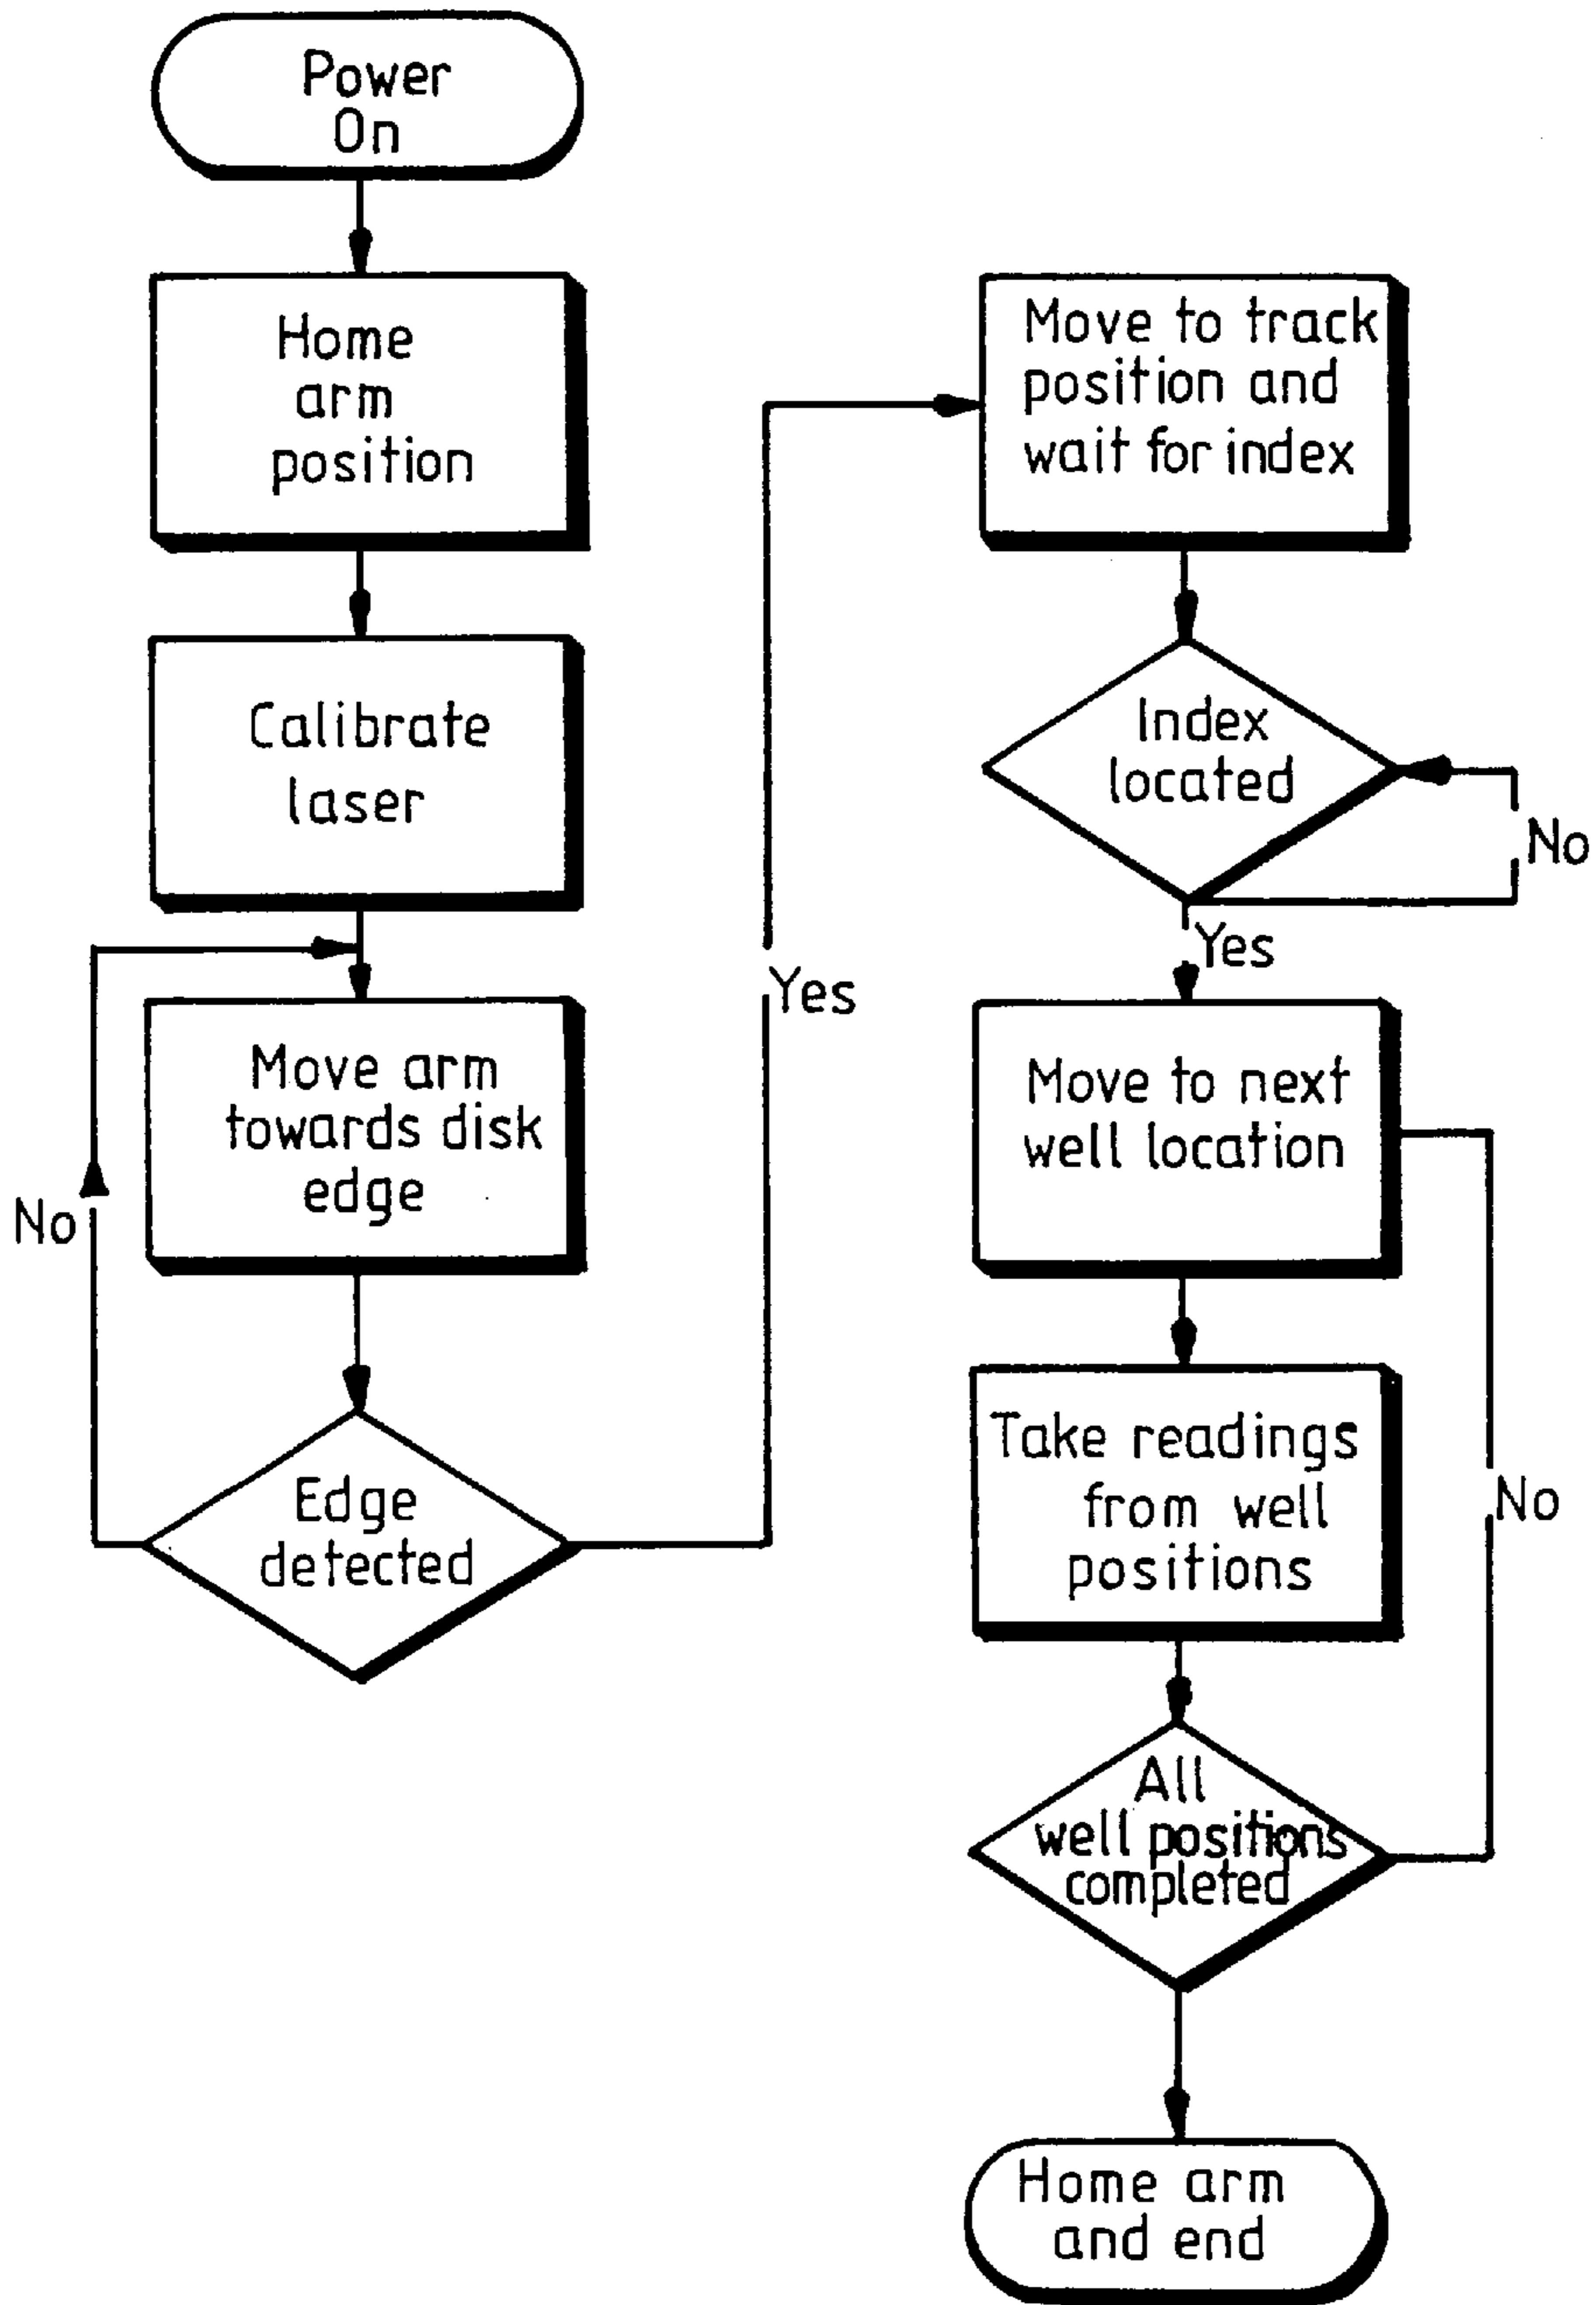 Power
On
Home
arm
position
Calibrate
laser
Move arm
towards disk
edge
No
Edge
detected
Yes
Move to track
position and
wait for index
Index
located
No
Yes
Move to next
well location
Take readings
from well
positions
No
All
well positions
completed
Home arm
and end